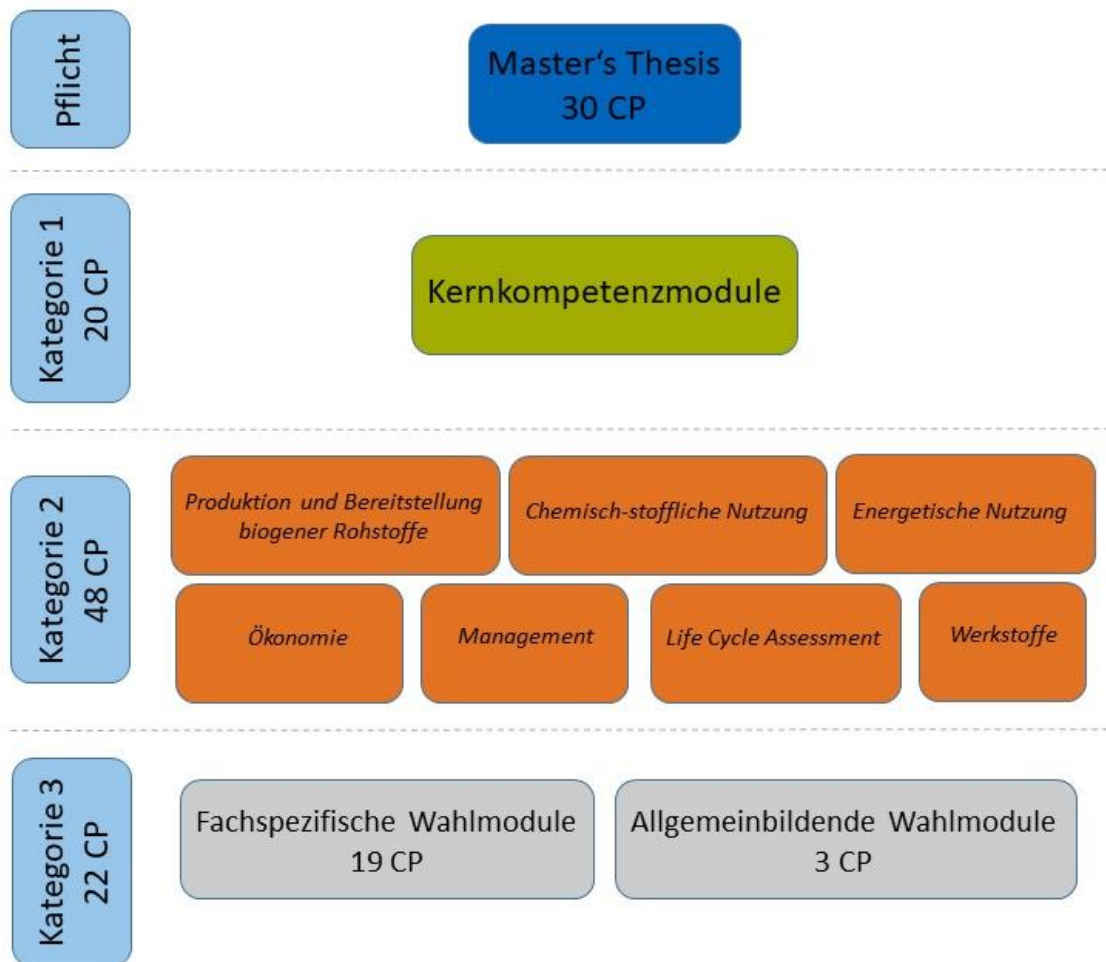 Pflicht
Master‘s Thesis
30 CP
Kategorie 1
20 CP
Kernkompetenzmodule
Kategorie 2
48 CP
Produktion und Bereitstellung
biogener Rohstoffe
Chemisch-stoffliche Nutzung
Energetische Nutzung
Ökonomie
Management
Life Cycle Assessment
Werkstoffe
Kategorie 3
22 CP
Fachspezifische Wahlmodule
19 CP
Allgemeinbildende Wahlmodule
3 CP